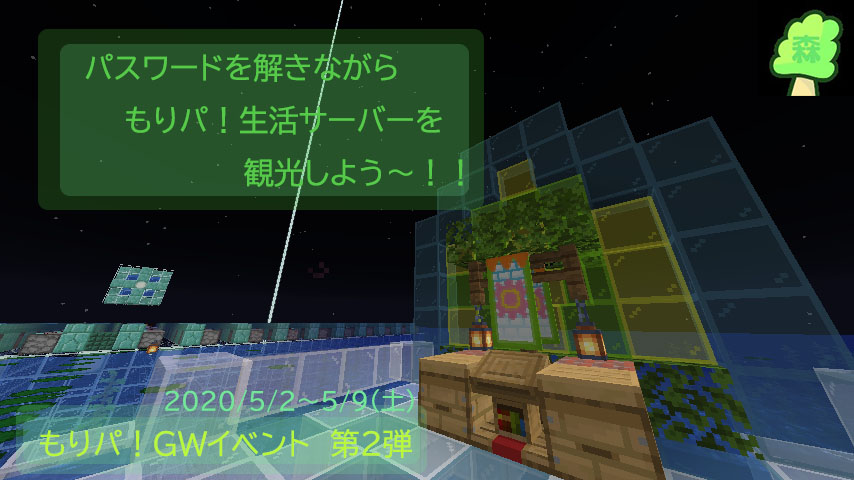 パスワードを解きながら
もりパ！生活サーバーを
観光しよう～！！
森
2020/5/2～5/9(土)
もりパ！GWイベント 第2弾